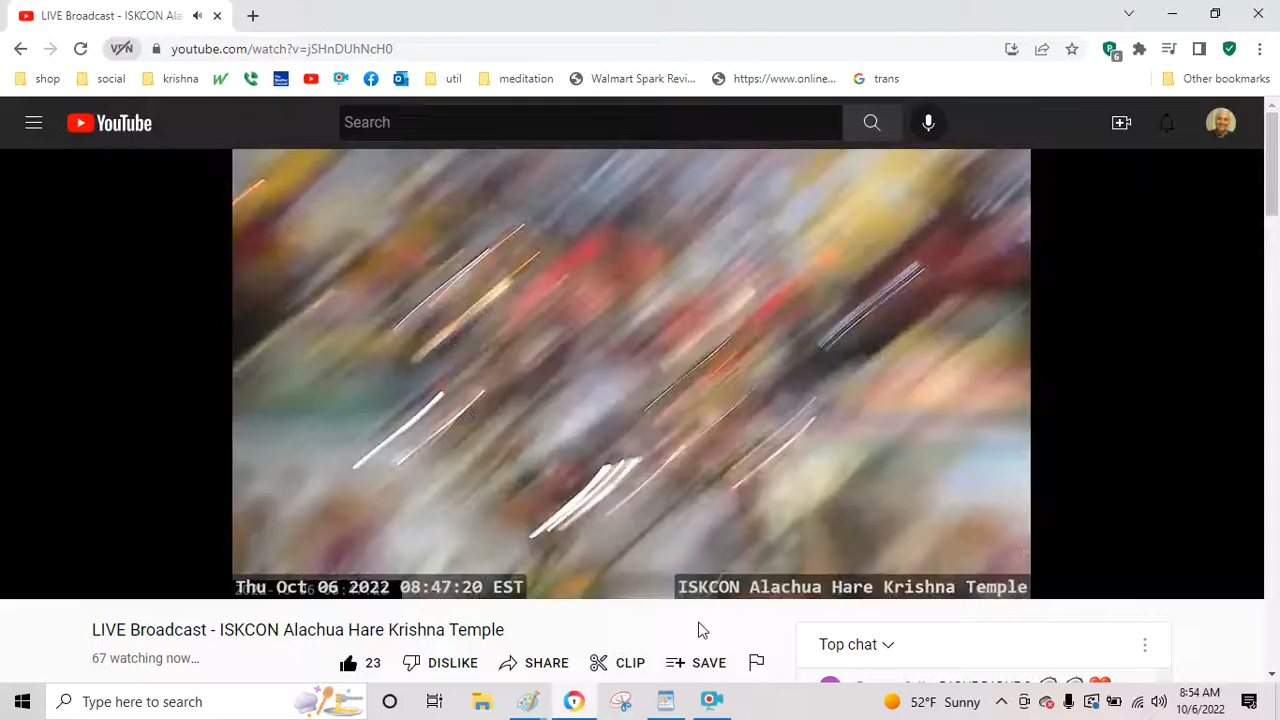 LIVE Broadcast - ISKCON Ala
youtube.com/watch?v=jSHnDUhNcH0
VPN
6
shop social krishna util meditation Walmart Spark Revi... https://www.online... trans Other bookmarks
YouTube Search
Thu Oct 06 2022 08:47:20 EST ISKCON Alachua Hare Krishna Temple
LIVE Broadcast - ISKCON Alachua Hare Krishna Temple
67 watching now...
23 DISLIKE SHARE CLIP SAVE
Top chat
Type here to search
52°F Sunny
8:54 AM
10/6/2022